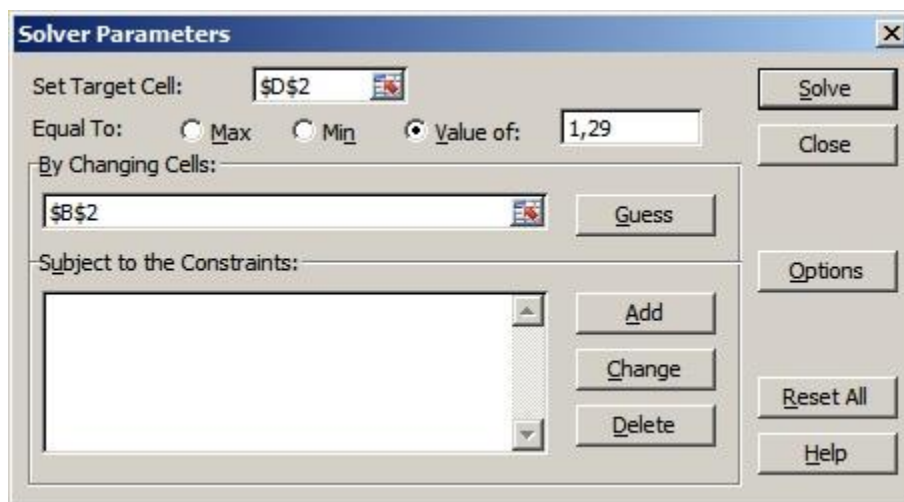 Solver Parameters
Set Target Cell: $D$2 Solve
Equal To: Max Min Value of: 1,29
Close
By Changing Cells:
$B$2 Guess
Subject to the Constraints:
Options
Add
Change
Reset All
Delete
Help